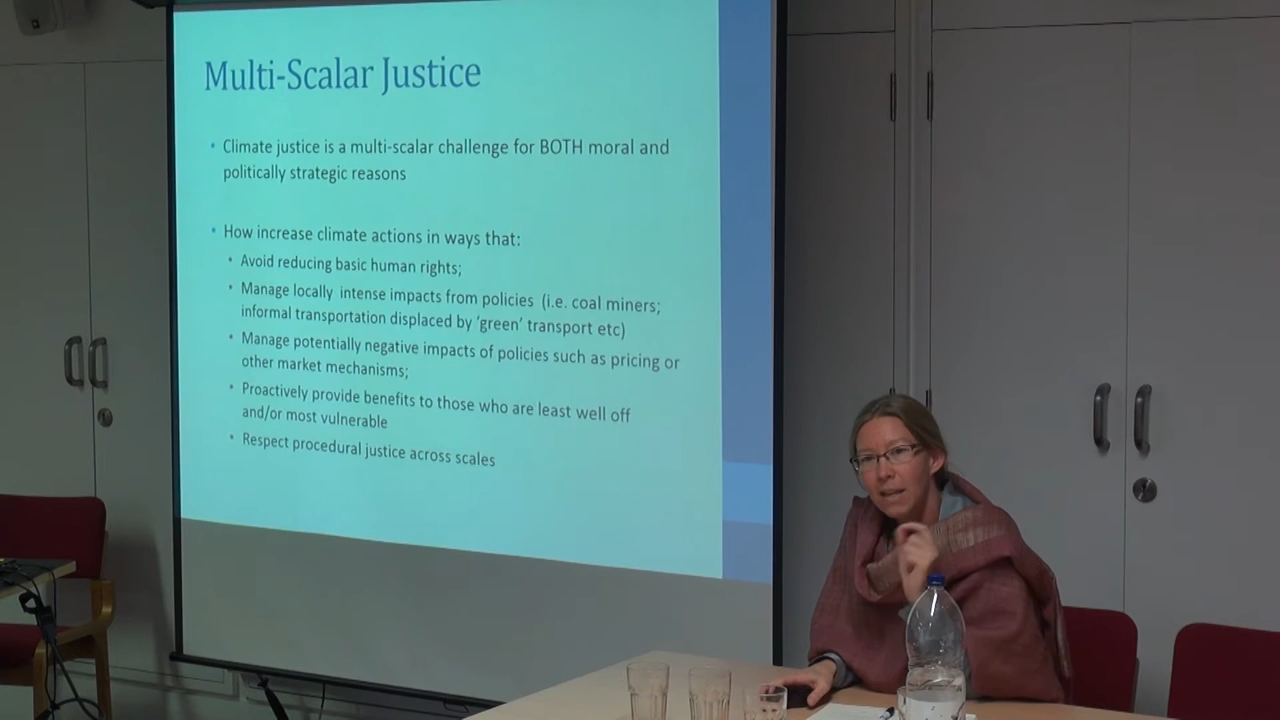 Multi-Scalar Justice
• Climate justice is a multi-scalar challenge for BOTH moral and
politically strategic reasons
• How increase climate actions in ways that:
• Avoid reducing basic human rights;
• Manage locally intense impacts from policies (i.e. coal miners;
informal transportation displaced by 'green' transport etc)
• Manage potentially negative impacts of policies such as pricing or
other market mechanisms;
• Proactively provide benefits to those who are least well off
and/or most vulnerable
• Respect procedural justice across scales